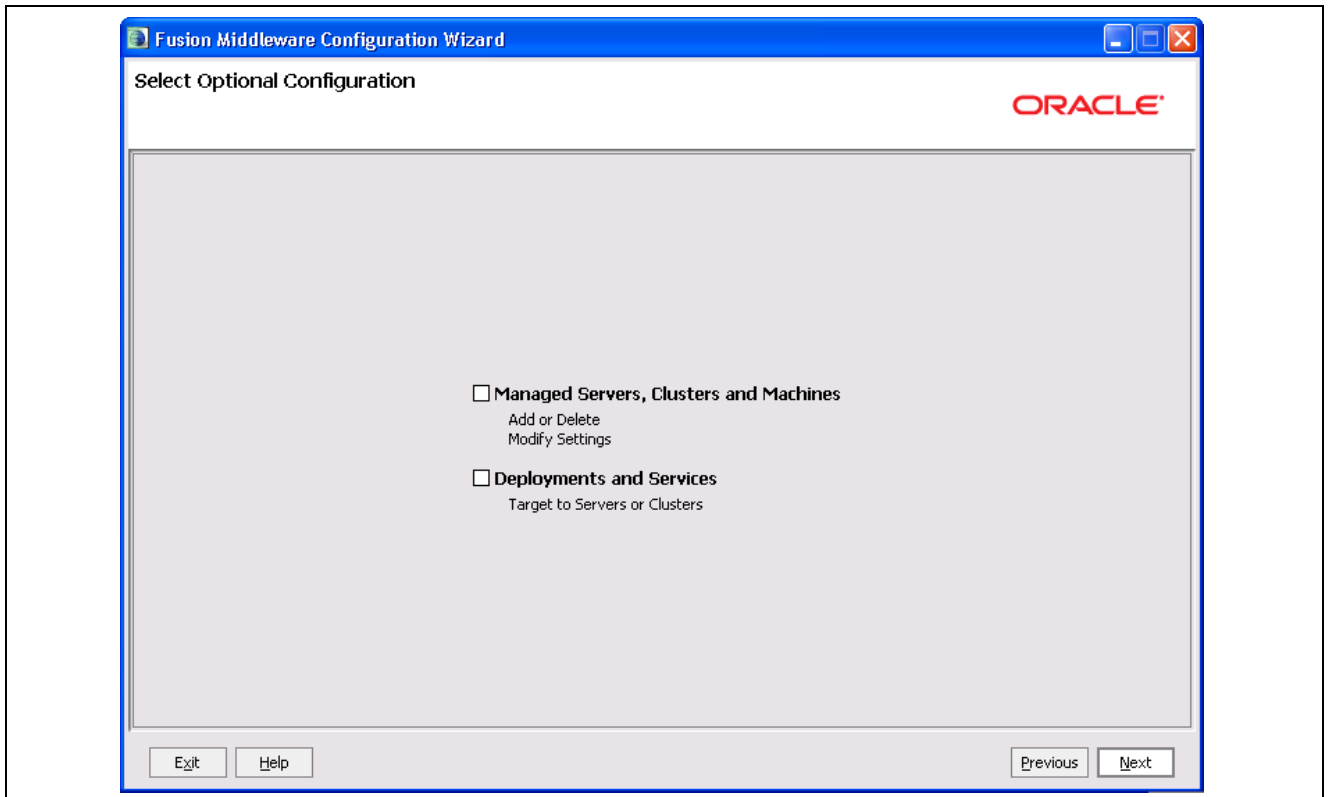 Fusion Middleware Configuration Wizard
Select Optional Configuration
ORACLE
Managed Servers, Clusters and Machines
Add or Delete
Modify Settings
Deployments and Services
Target to Servers or Clusters
Exit Help Previous Next